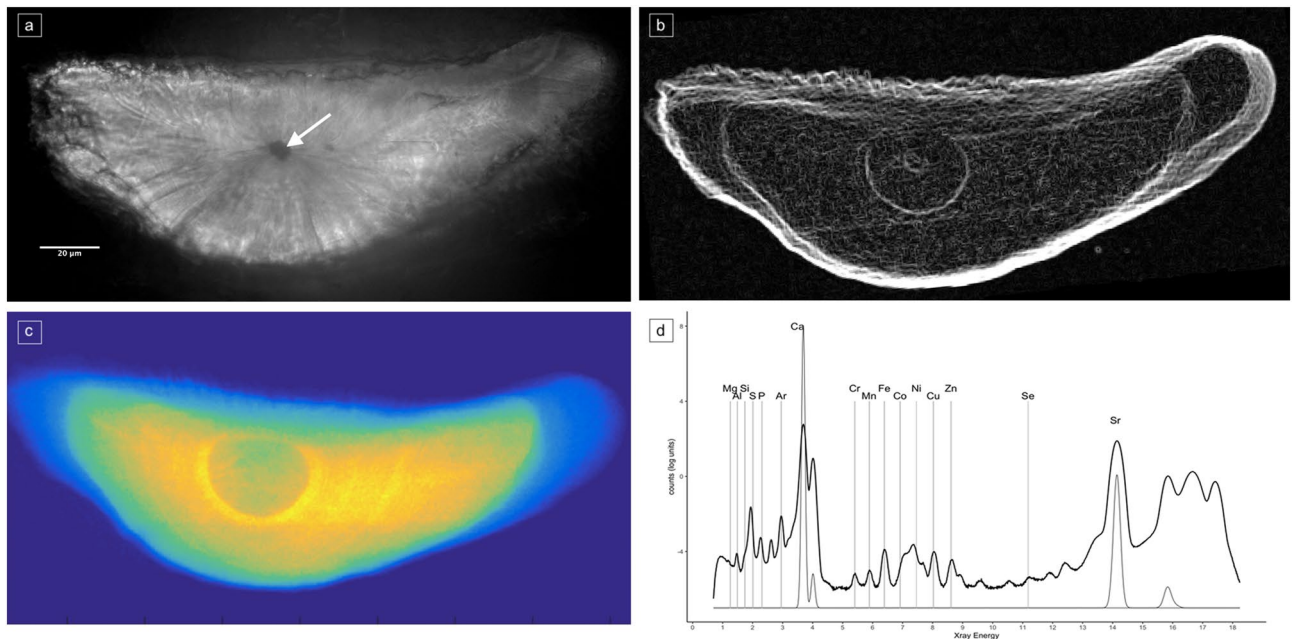 a
20 µm
b
c
d
Ca
Mg Si
Al S P Ar
Cr Fe Ni Zn
Mn Co Cu Se
Sr
8
4
0
-4
counts (log units)
0 1 2 3 4 5 6 7 8 9 10 11 12 13 14 15 16 17 18
Xray Energy